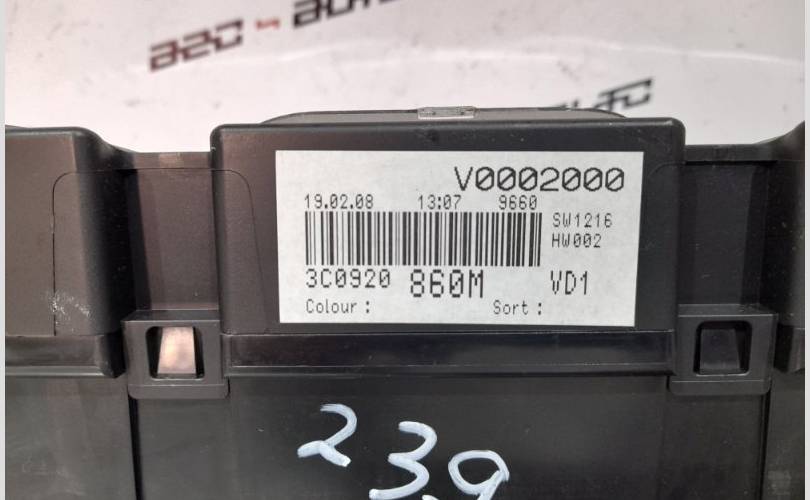 V0002000
19.02.08 13:07 9660
SW1216
HW002
3C0920 860M VD1
Colour : Sort :
239